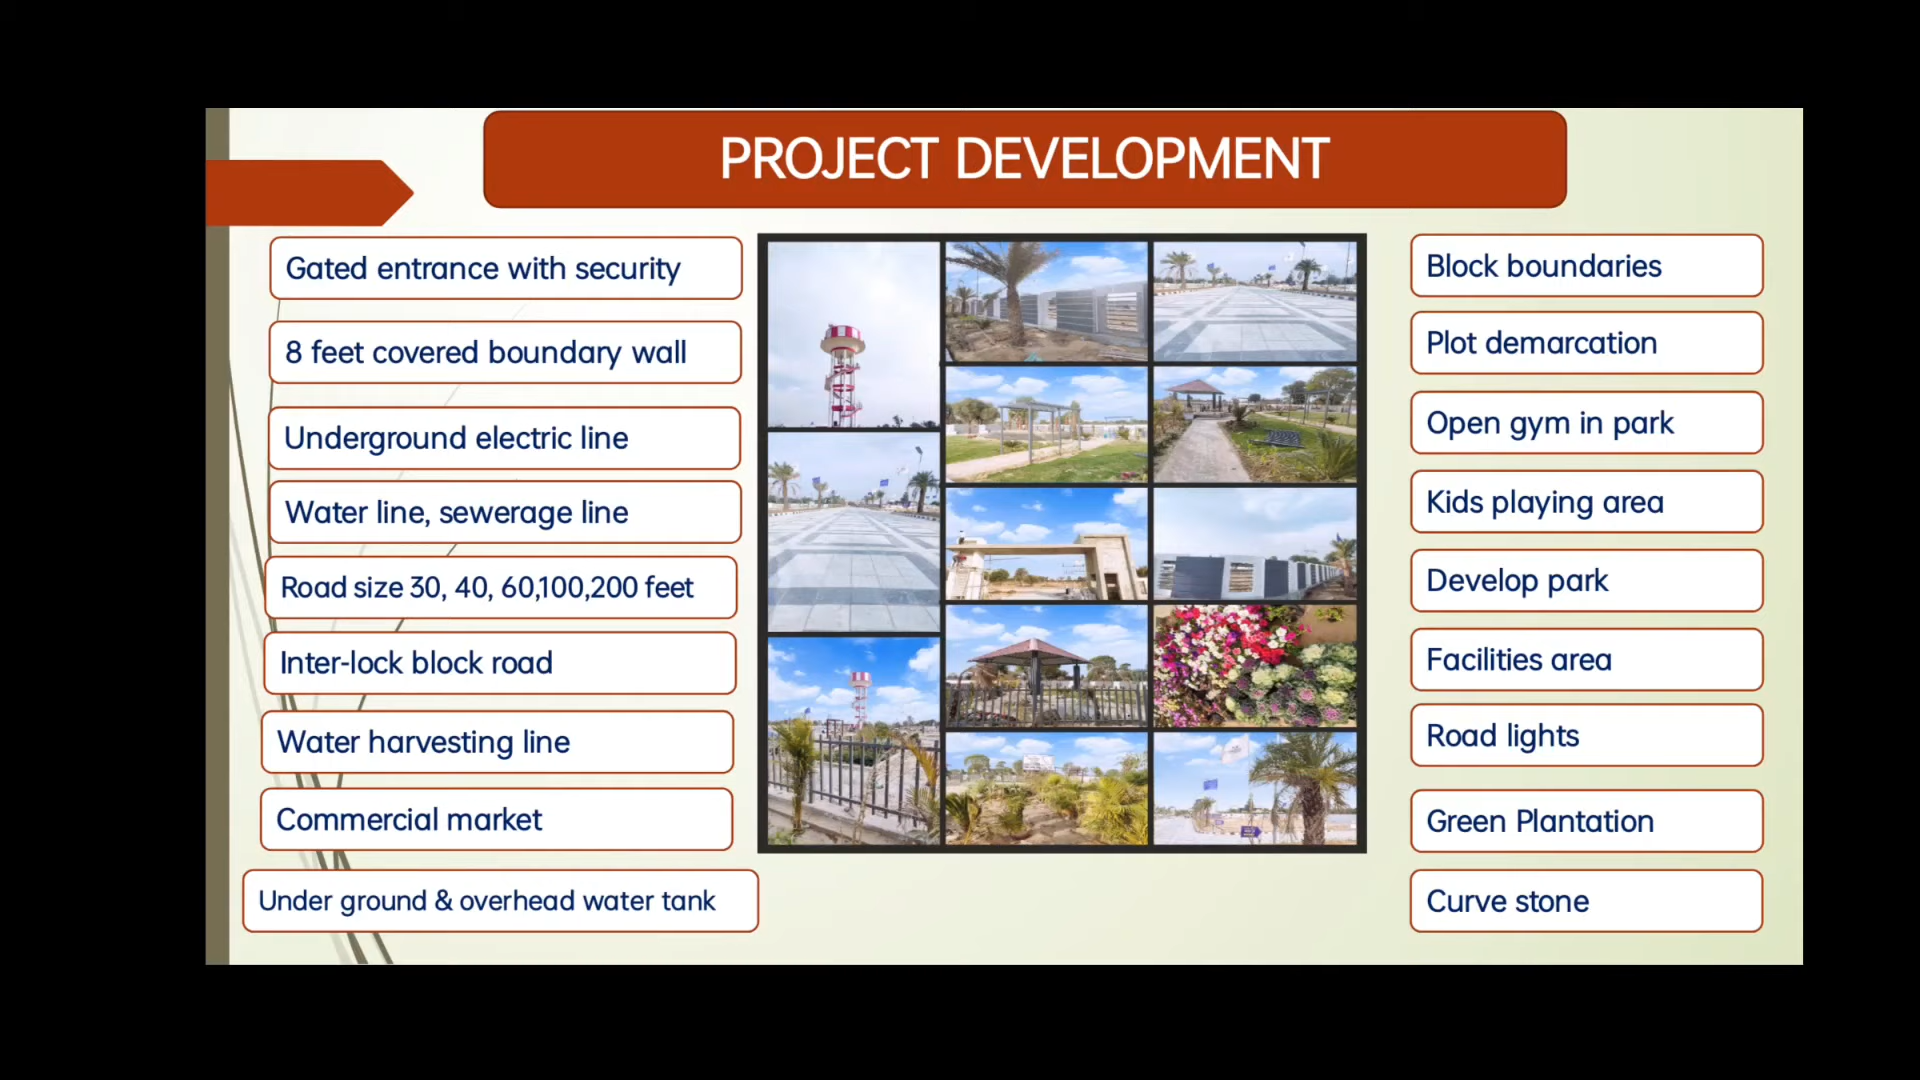 PROJECT DEVELOPMENT
Gated entrance with security
8 feet covered boundary wall
Underground electric line
Water line, sewerage line
Road size 30, 40, 60,100,200 feet
Inter-lock block road
Water harvesting line
Commercial market
Under ground & overhead water tank
Block boundaries
Plot demarcation
Open gym in park
Kids playing area
Develop park
Facilities area
Road lights
Green Plantation
Curve stone